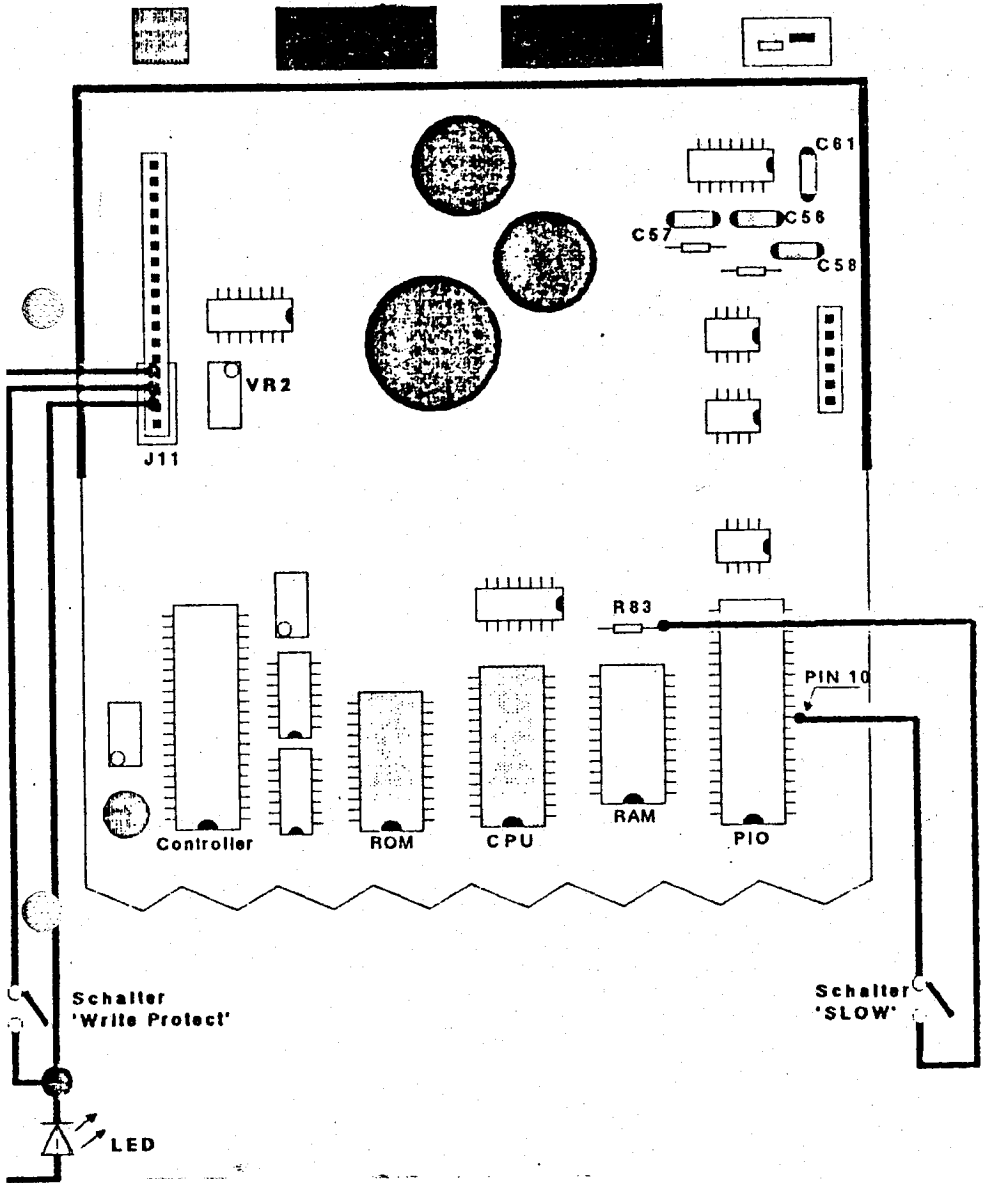 C61
C56
C57
C58
VR2
J11
R83
PIN 10
Controller
ROM
CPU
RAM
PIO
Schalter
'Write Protect'
Schalter
'SLOW'
LED